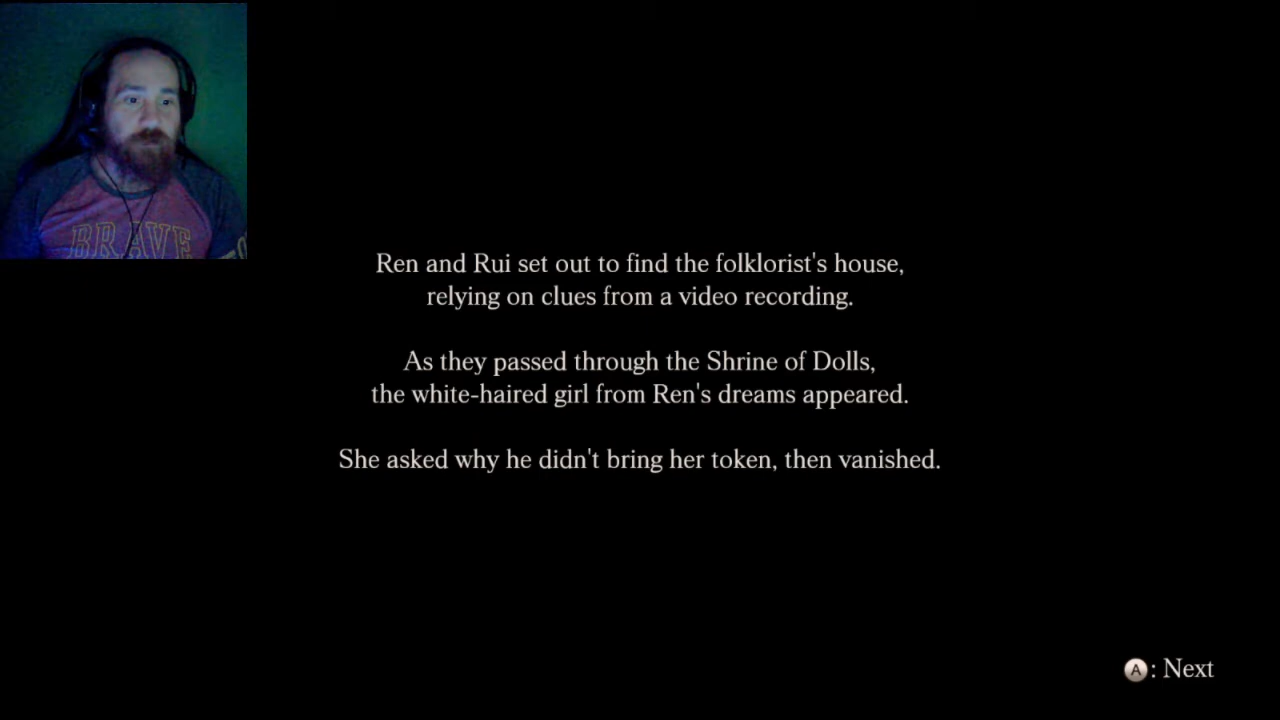 BRAVE
Ren and Rui set out to find the folklorist's house,
relying on clues from a video recording.
As they passed through the Shrine of Dolls,
the white-haired girl from Ren's dreams appeared.
She asked why he didn't bring her token, then vanished.
A: Next